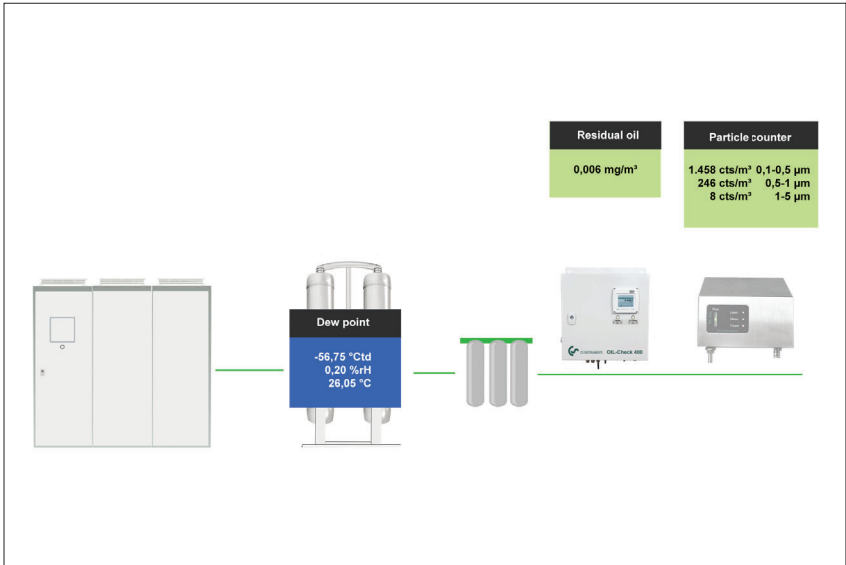 Residual oil
0,006 mg/m³
Particle counter
1.458 cts/m³ 0,1-0,5 µm
246 cts/m³ 0,5-1 µm
8 cts/m³ 1-5 µm
Dew point
-56,75 °Ctd
0,20 %rH
26,05 °C
OIL-Check 400